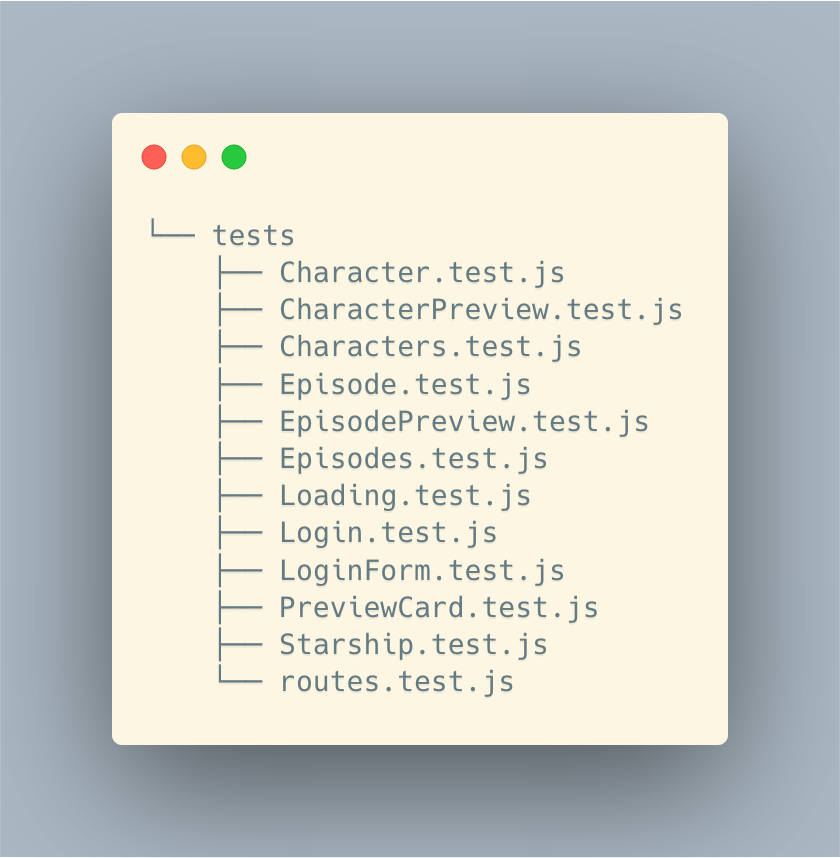 └── tests
    ├── Character.test.js
    ├── CharacterPreview.test.js
    ├── Characters.test.js
    ├── Episode.test.js
    ├── EpisodePreview.test.js
    ├── Episodes.test.js
    ├── Loading.test.js
    ├── Login.test.js
    ├── LoginForm.test.js
    ├── PreviewCard.test.js
    ├── Starship.test.js
    └── routes.test.js